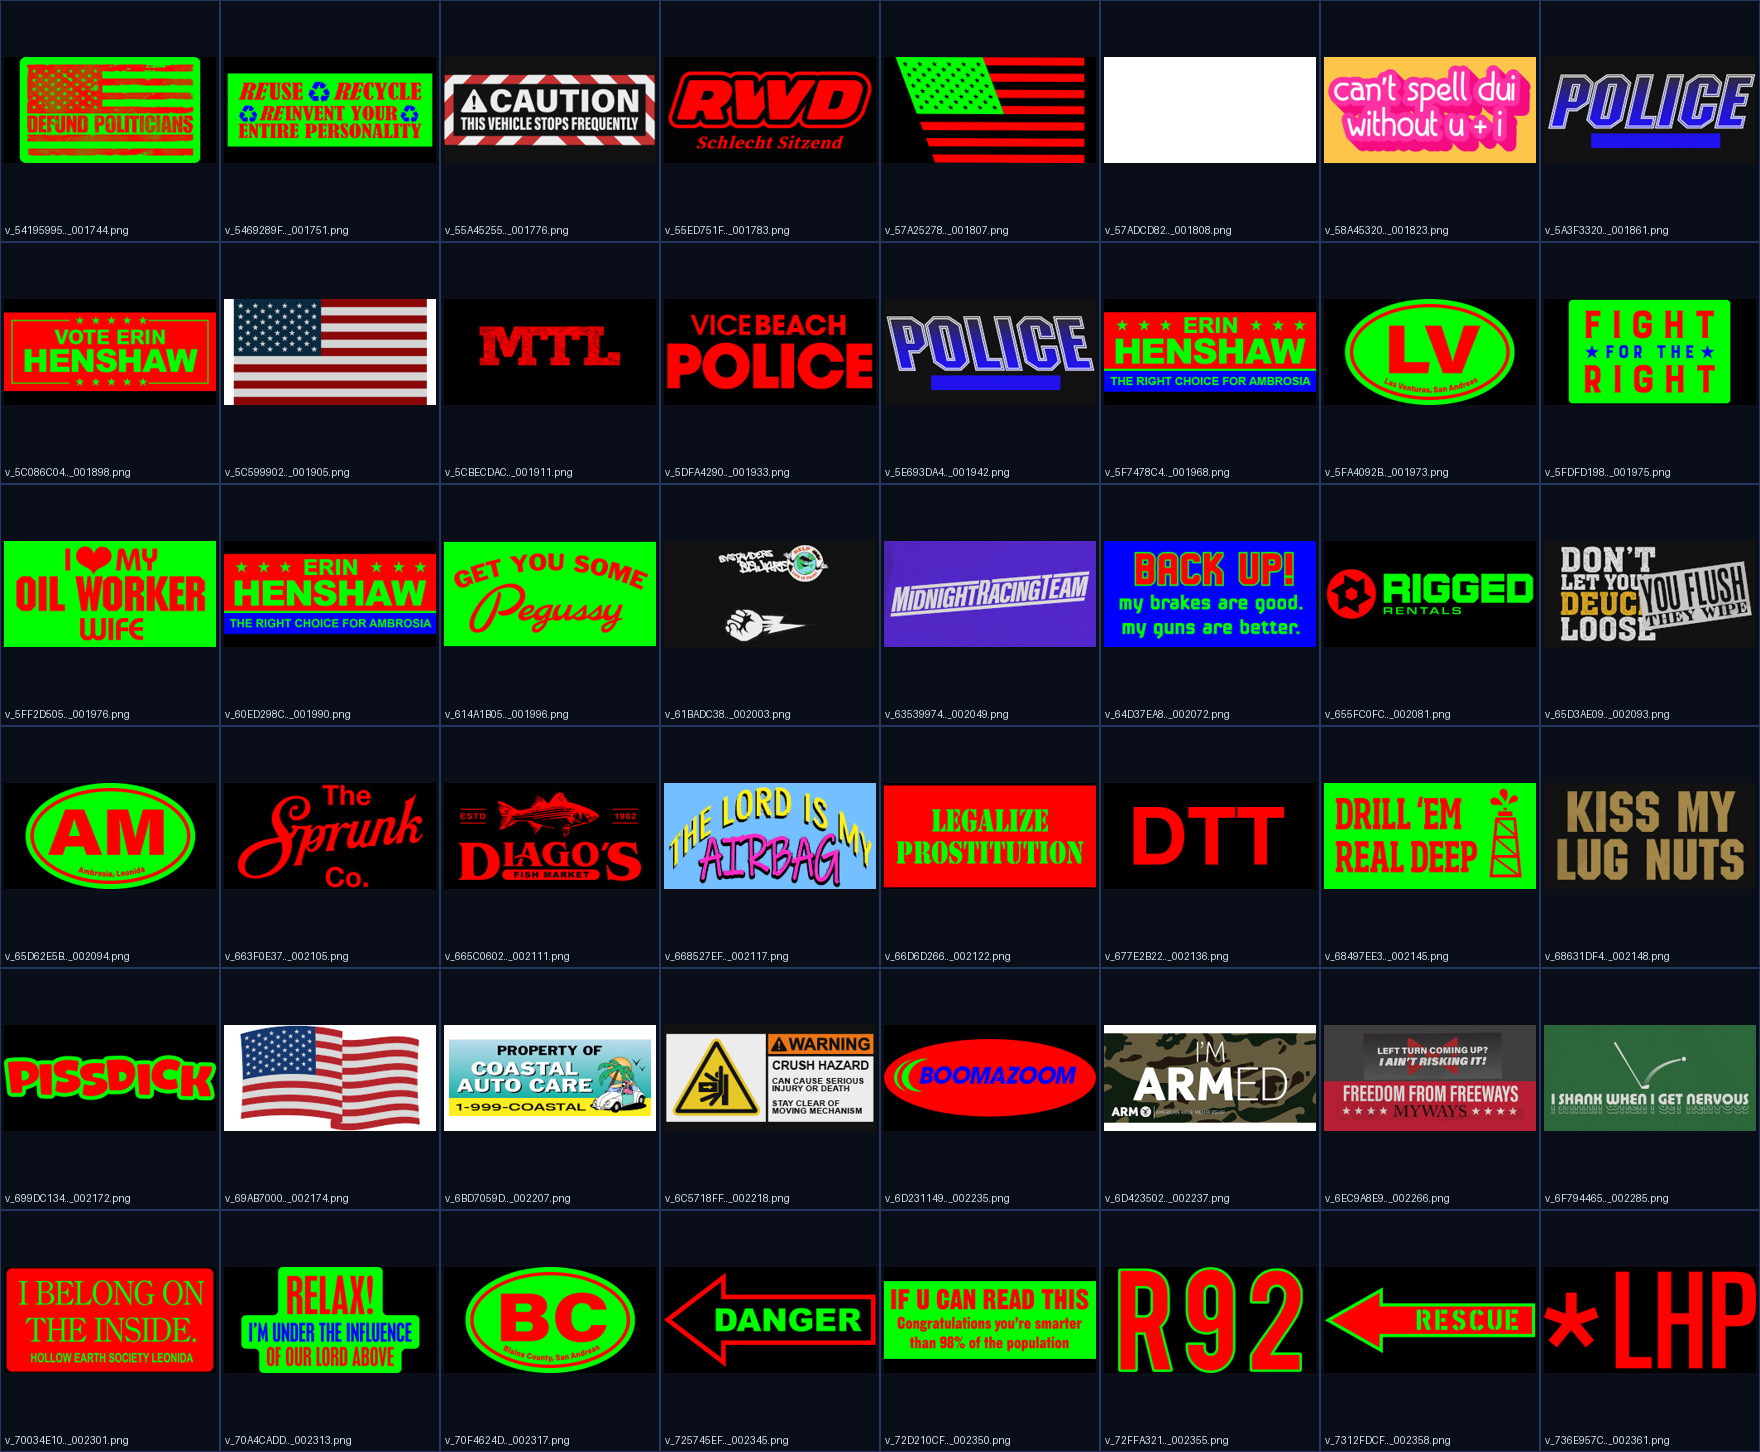 DEFUND POLITICIANS
v_54195995.._001744.png
REUSE RECYCLE
REINVENT YOUR
ENTIRE PERSONALITY
v_5469289F.._001751.png
CAUTION
THIS VEHICLE STOPS FREQUENTLY
v_55A45255.._001776.png
RWD
Schlecht Sitzend
v_55ED751F.._001783.png
v_57A25278.._001807.png
v_57ADCD82.._001808.png
can't spell dui
without u + i
v_58A45320.._001823.png
POLICE
v_5A3F3320.._001861.png
VOTE ERIN
HENSHAW
v_5C086C04.._001898.png
v_5C599902.._001905.png
MTL
v_5CBECDAC.._001911.png
VICE BEACH
POLICE
v_5DFA4290.._001933.png
POLICE
v_5E693DA4.._001942.png
ERIN
HENSHAW
THE RIGHT CHOICE FOR AMBROSIA
v_5F7478C4.._001968.png
LV
Las Venturas, San Andreas
v_5FA4092B.._001973.png
FIGHT
FOR THE
RIGHT
v_5FDFD198.._001975.png
I MY
OIL WORKER
WIFE
v_5FF2D505.._001976.png
ERIN
HENSHAW
THE RIGHT CHOICE FOR AMBROSIA
v_60ED298C.._001990.png
GET YOU SOME
Pegussy
v_614A1B05.._001996.png
BYSTANDERS
BEWARE
HELP
v_61BADC38.._002003.png
MIDNIGHT RACING TEAM
v_63539974.._002049.png
BACK UP!
my brakes are good.
my guns are better.
v_64D37EA8.._002072.png
RIGGED
RENTALS
v_655FC0FC.._002081.png
DON'T
LET YOU
DEUC
LOOSE
YOU FLUSH
THEY WIPE
v_65D3AE09.._002093.png
AM
Ambrosia, Leonida
v_65D62E5B.._002094.png
The
Sprunk
Co.
v_663F0E37.._002105.png
ESTD 1902
DIAGO'S
FISH MARKET
v_665C0602.._002111.png
THE LORD IS MY
AIRBAG
v_668527EF.._002117.png
LEGALIZE
PROSTITUTION
v_66D6D266.._002122.png
DTT
v_677E2B22.._002136.png
DRILL 'EM
REAL DEEP
v_68497EE3.._002145.png
KISS MY
LUG NUTS
v_68631DF4.._002148.png
PISSDICK
v_699DC134.._002172.png
v_69AB7000.._002174.png
PROPERTY OF
COASTAL
AUTO CARE
1-999-COASTAL
v_6BD7059D.._002207.png
WARNING
CRUSH HAZARD
CAN CAUSE SERIOUS
INJURY OR DEATH
STAY CLEAR OF
MOVING MECHANISM
v_6C5718FF.._002218.png
BOOMAZOOM
v_6D231149.._002235.png
I'M
ARMED
ARM
v_6D423502.._002237.png
LEFT TURN COMING UP?
I AIN'T RISKING IT!
FREEDOM FROM FREEWAYS
MYWAYS
v_6EC9A8E9.._002266.png
I SHANK WHEN I GET NERVOUS
v_6F794465.._002285.png
I BELONG ON
THE INSIDE.
HOLLOW EARTH SOCIETY LEONIDA
v_70034E10.._002301.png
RELAX!
I'M UNDER THE INFLUENCE
OF OUR LORD ABOVE
v_70A4CADD.._002313.png
BC
Blaine County, San Andreas
v_70F4624D.._002317.png
DANGER
v_725745EF.._002345.png
IF U CAN READ THIS
Congratulations you're smarter
than 98% of the population
v_72D210CF.._002350.png
R92
v_72FFA321.._002355.png
RESCUE
v_7312FDCF.._002358.png
*LHP
v_736E957C.._002361.png